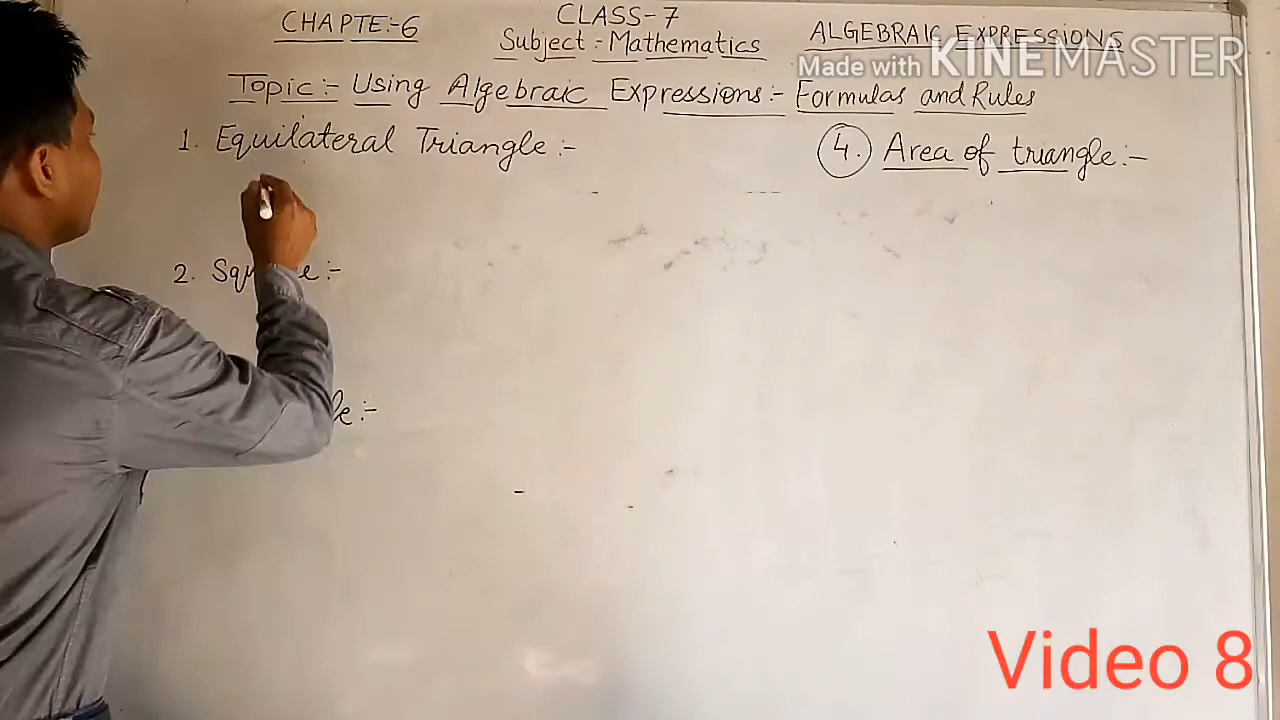 CHAPTE:-6
CLASS-7
Subject:-Mathematics
ALGEBRAIC EXPRESSIONS
Made with KINEMASTER
Topic:- Using Algebraic Expressions:- Formulas and Rules
1. Equilateral Triangle:-
4. Area of triangle:-
2.
Video 8